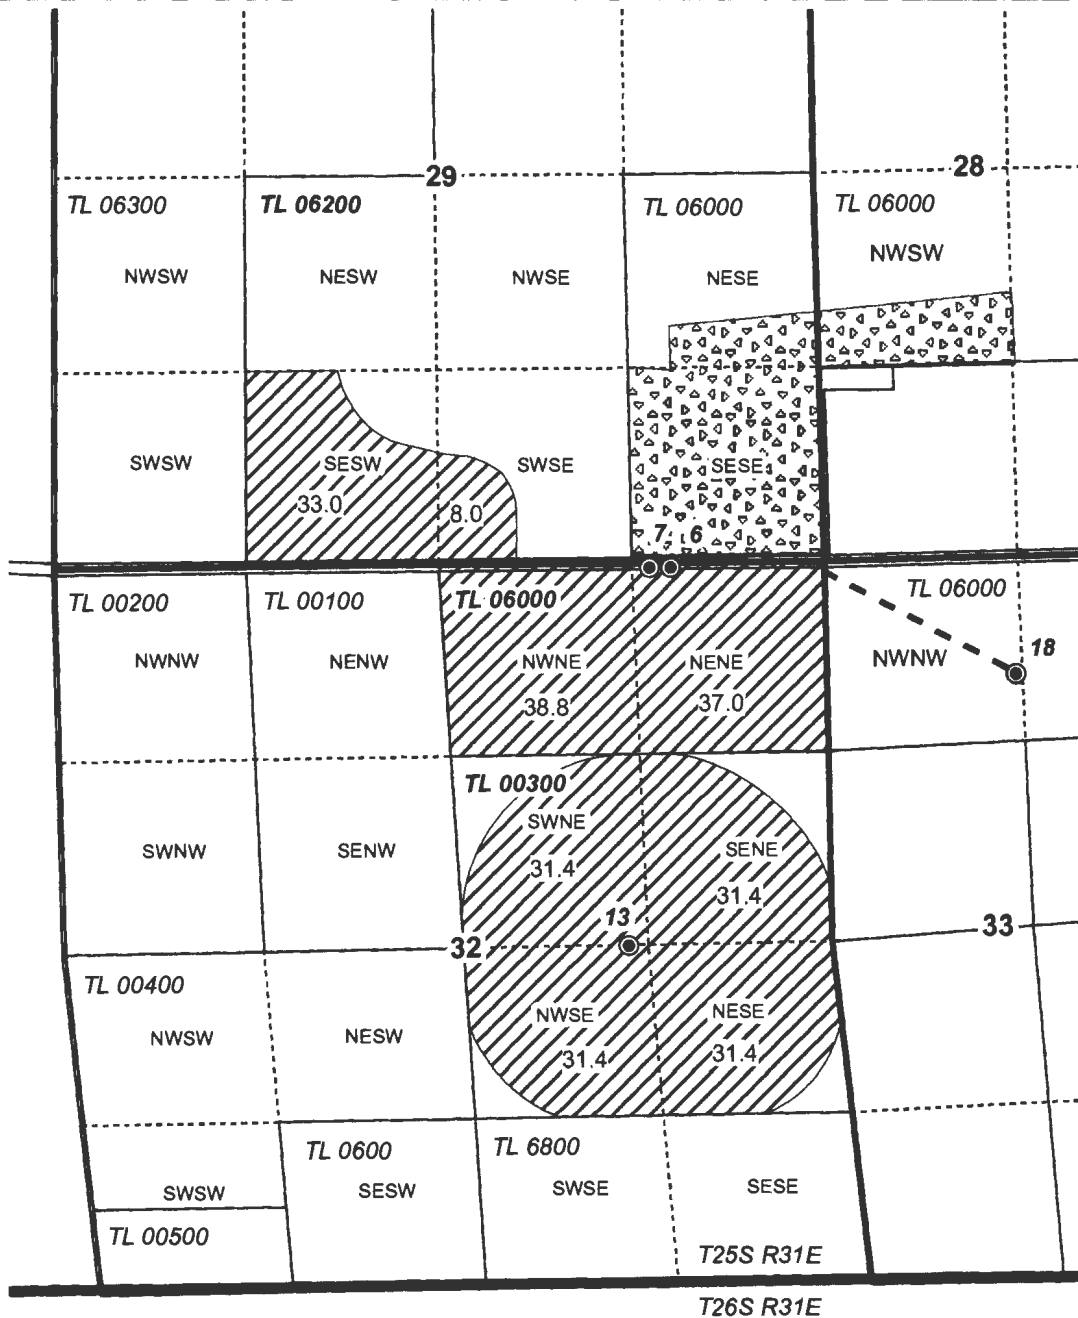 29
28
TL 06300
TL 06200
TL 06000
TL 06000
NWSW
NESW
NWSE
NESE
NWSW
SWSW
SESW
SWSE
SESE
33.0
8.0
7
6
TL 00200
TL 00100
TL 06000
TL 06000
NWNW
NENW
NWNE
NENE
NWNW
18
38.8
37.0
TL 00300
SWNE
SWNW
SENW
SENE
31.4
31.4
13
32
33
TL 00400
NWSW
NESW
NWSE
NESE
31.4
31.4
TL 0600
TL 6800
SWSW
SESW
SWSE
SESE
TL 00500
T25S R31E
T26S R31E